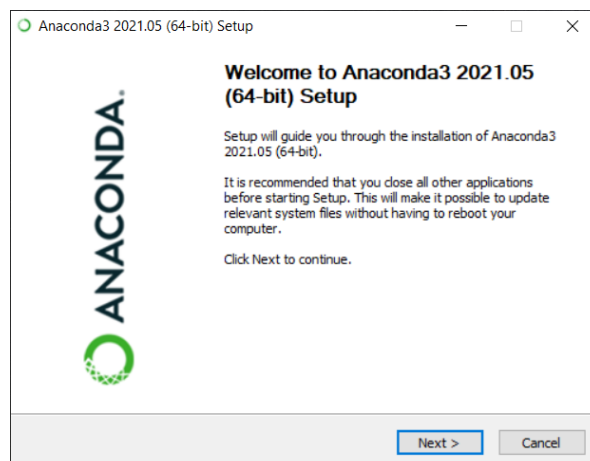 Anaconda3 2021.05 (64-bit) Setup
Welcome to Anaconda3 2021.05
(64-bit) Setup
Setup will guide you through the installation of Anaconda3
2021.05 (64-bit).
It is recommended that you close all other applications
before starting Setup. This will make it possible to update
relevant system files without having to reboot your
computer.
Click Next to continue.
ANACONDA.
Next >
Cancel